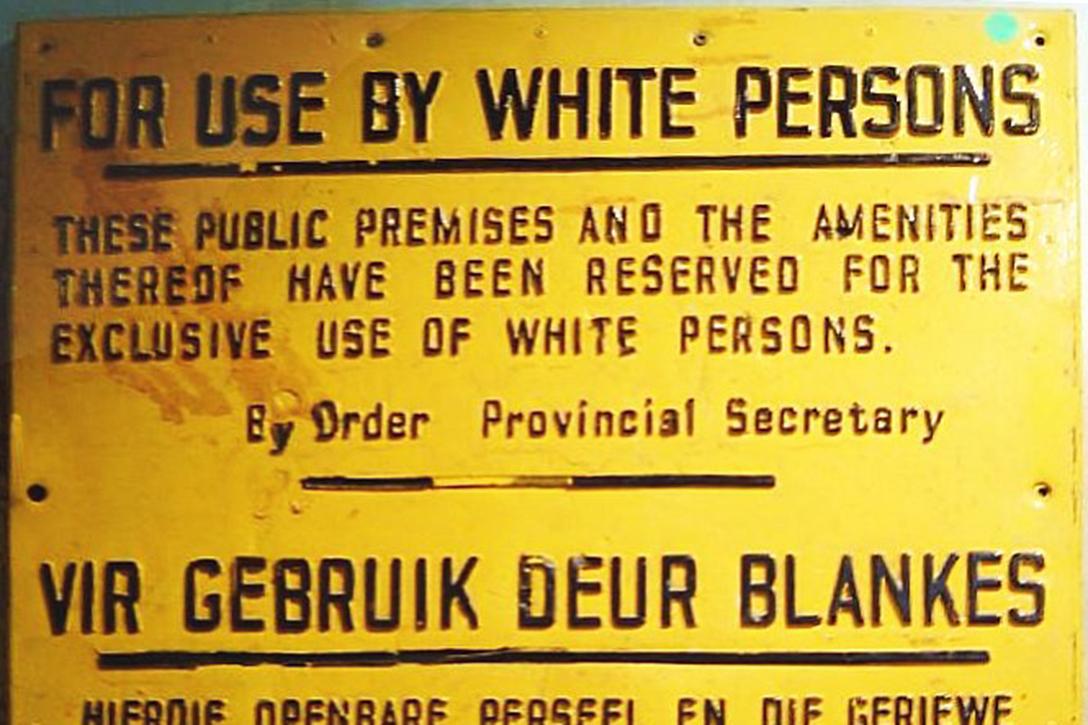 FOR USE BY WHITE PERSONS
THESE PUBLIC PREMISES AND THE AMENITIES
THEREOF HAVE BEEN RESERVED FOR THE
EXCLUSIVE USE OF WHITE PERSONS.
By Order Provincial Secretary
VIR GEBRUIK DEUR BLANKES
HIERDIE OPENBARE PERSEEL EN DIE GERIEWE